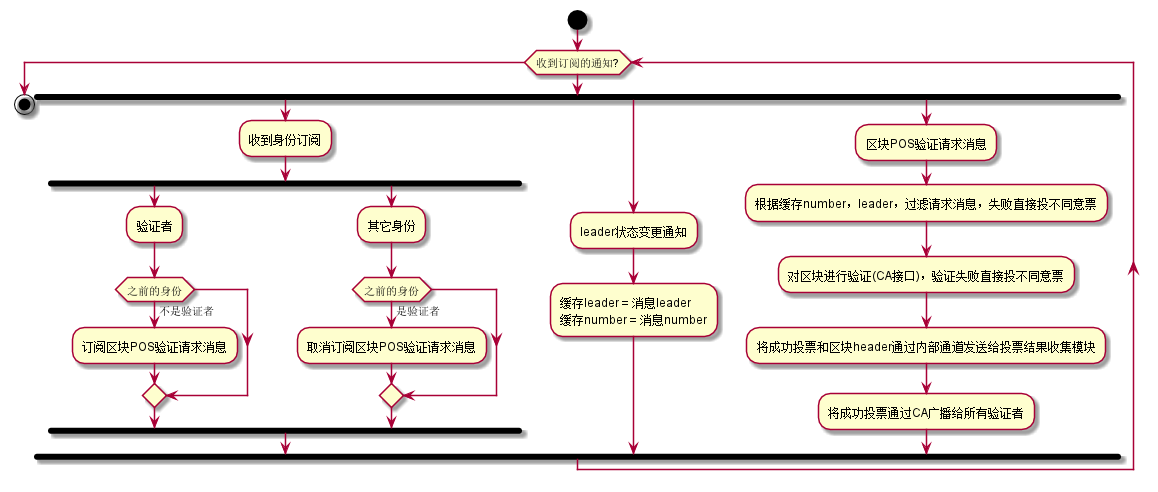 收到订阅的通知?
收到身份订阅
验证者
之前的身份
不是验证者
订阅区块POS验证请求消息
其它身份
之前的身份
是验证者
取消订阅区块POS验证请求消息
leader状态变更通知
缓存leader = 消息leader
缓存number = 消息number
区块POS验证请求消息
根据缓存number，leader，过滤请求消息，失败直接投不同意票
对区块进行验证(CA接口)，验证失败直接投不同意票
将成功投票和区块header通过内部通道发送给投票结果收集模块
将成功投票通过CA广播给所有验证者